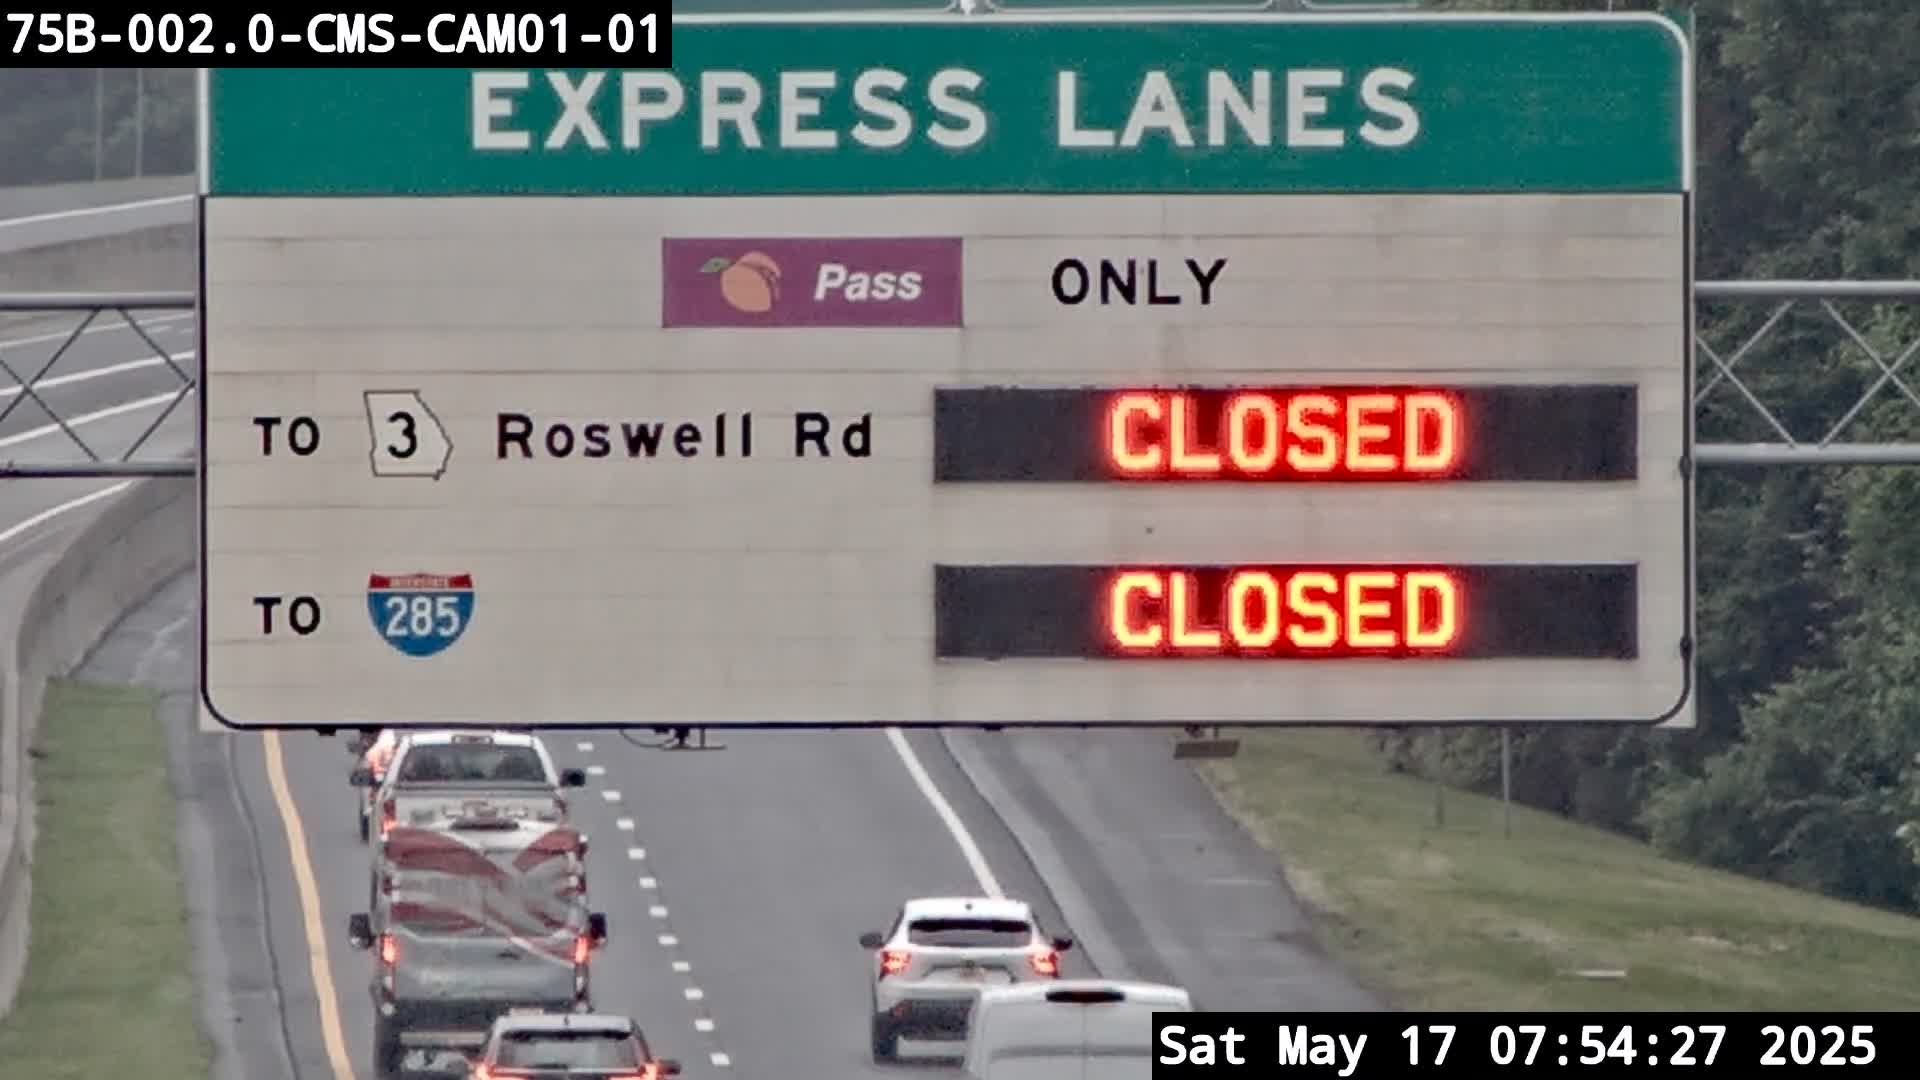 75B-002.0-CMS-CAM01-01
EXPRESS LANES
Pass ONLY
TO 3 Roswell Rd CLOSED
INTERSTATE
TO 285 CLOSED
Sat May 17 07:54:27 2025